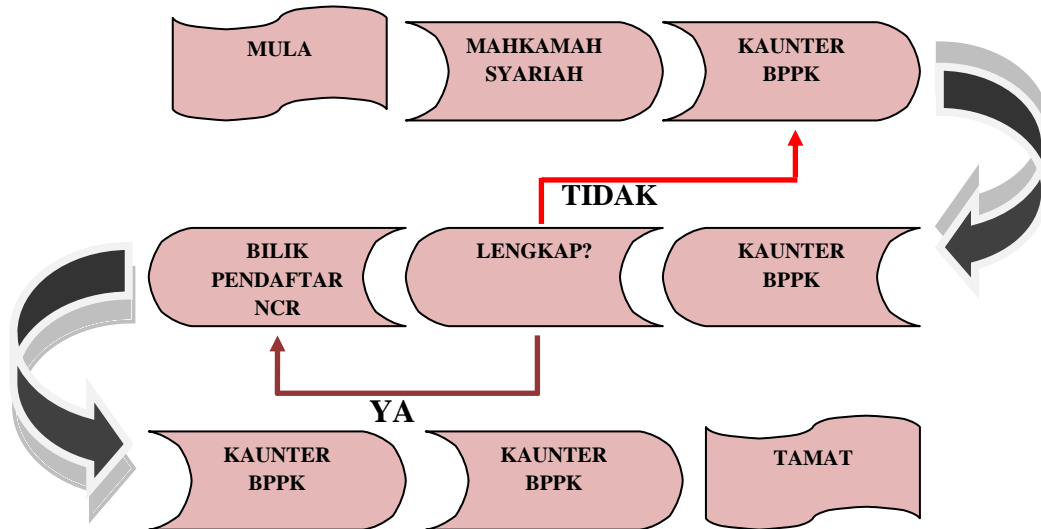 MULA
MAHKAMAH
SYARIAH
KAUNTER
BPPK
TIDAK
BILIK
PENDAFTAR
NCR
LENGKAP?
KAUNTER
BPPK
YA
KAUNTER
BPPK
KAUNTER
BPPK
TAMAT